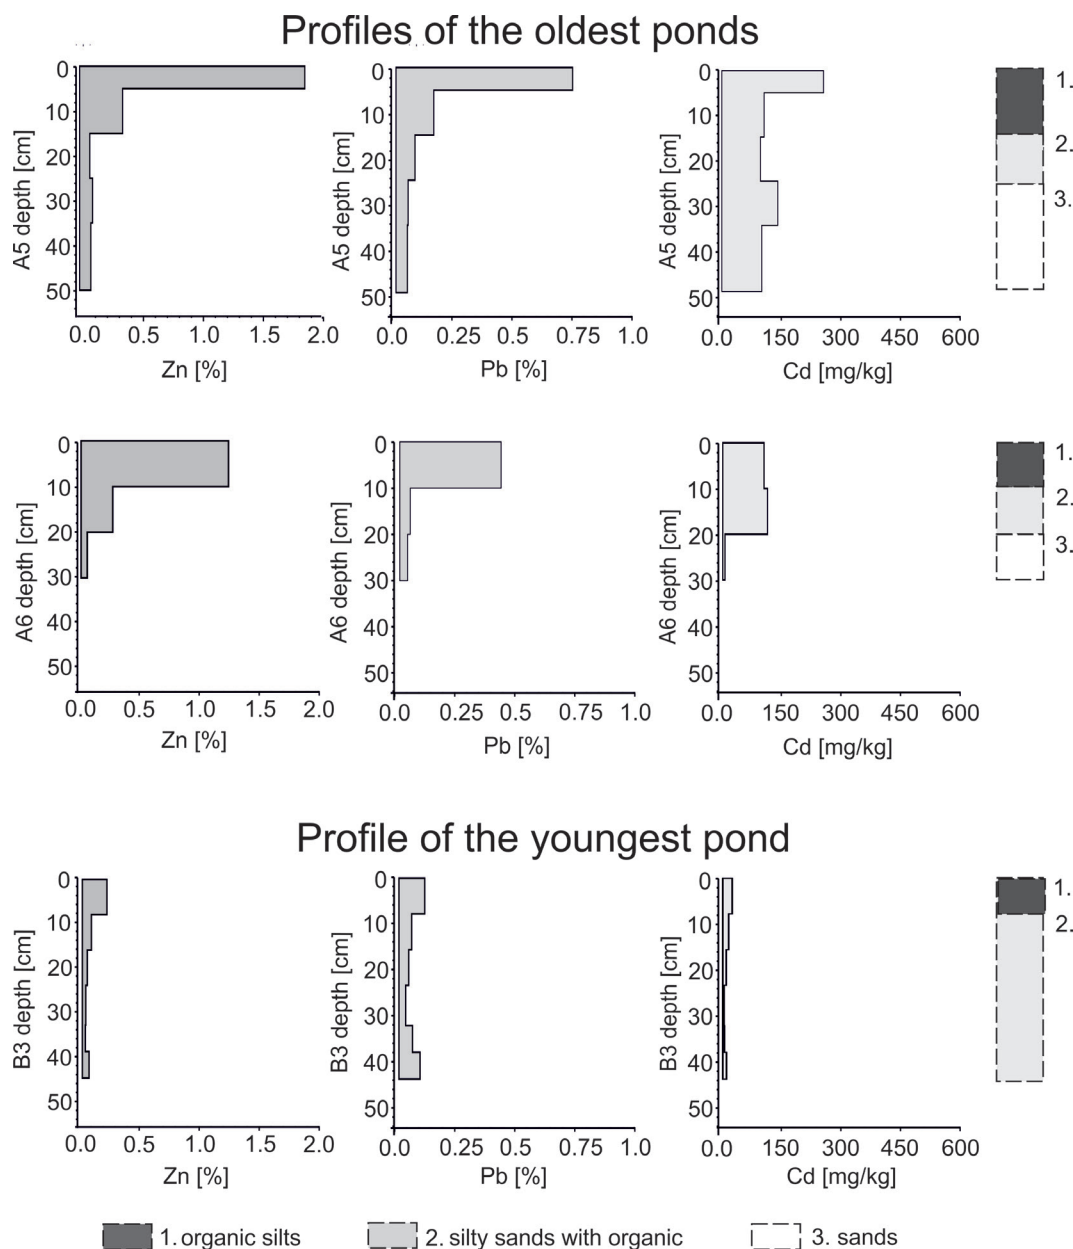 Profiles of the oldest ponds
A5 depth [cm]
0
10
20
30
40
50
0.0 0.5 1.0 1.5 2.0
Zn [%]
A5 depth [cm]
0
10
20
30
40
50
0.0 0.25 0.5 0.75 1.0
Pb [%]
A5 depth [cm]
0
10
20
30
40
50
0.0 150 300 450 600
Cd [mg/kg]
1.
2.
3.
A6 depth [cm]
0
10
20
30
40
50
0.0 0.5 1.0 1.5 2.0
Zn [%]
A6 depth [cm]
0
10
20
30
40
50
0.0 0.25 0.5 0.75 1.0
Pb [%]
A6 depth [cm]
0
10
20
30
40
50
0.0 150 300 450 600
Cd [mg/kg]
1.
2.
3.
Profile of the youngest pond
B3 depth [cm]
0
10
20
30
40
50
0.0 0.5 1.0 1.5 2.0
Zn [%]
B3 depth [cm]
0
10
20
30
40
50
0.0 0.25 0.5 0.75 1.0
Pb [%]
B3 depth [cm]
0
10
20
30
40
50
0.0 150 300 450 600
Cd [mg/kg]
1.
2.
1. organic silts 2. silty sands with organic 3. sands